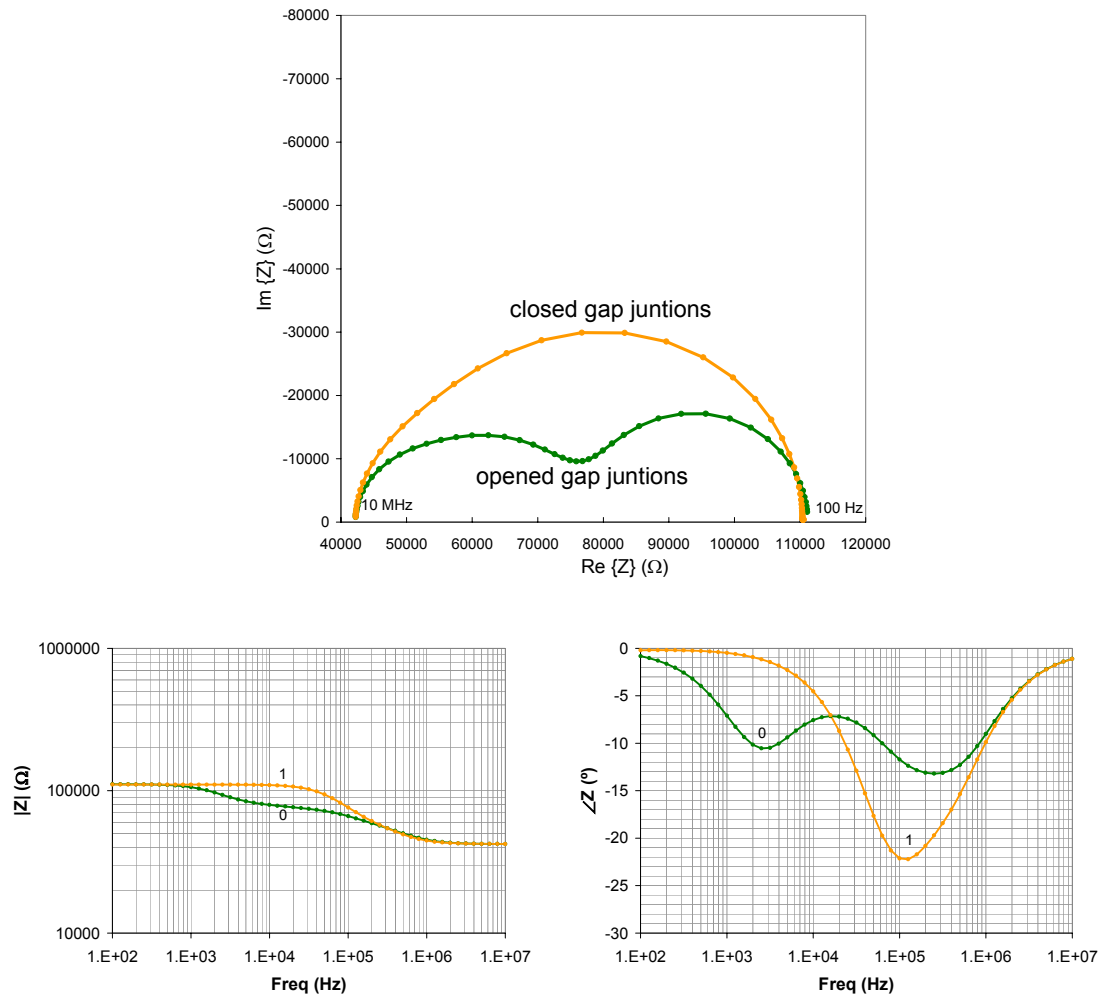 -80000
-70000
-60000
-50000
-40000
-30000
-20000
-10000
0
Im {Z} (Ω)
closed gap juntions
opened gap juntions
10 MHz
100 Hz
40000 50000 60000 70000 80000 90000 100000 110000 120000
Re {Z} (Ω)
1000000
100000
10000
|Z| (Ω)
1
0
1.E+02 1.E+03 1.E+04 1.E+05 1.E+06 1.E+07
Freq (Hz)
0
-5
-10
-15
-20
-25
-30
∠Z (º)
0
1
1.E+02 1.E+03 1.E+04 1.E+05 1.E+06 1.E+07
Freq (Hz)